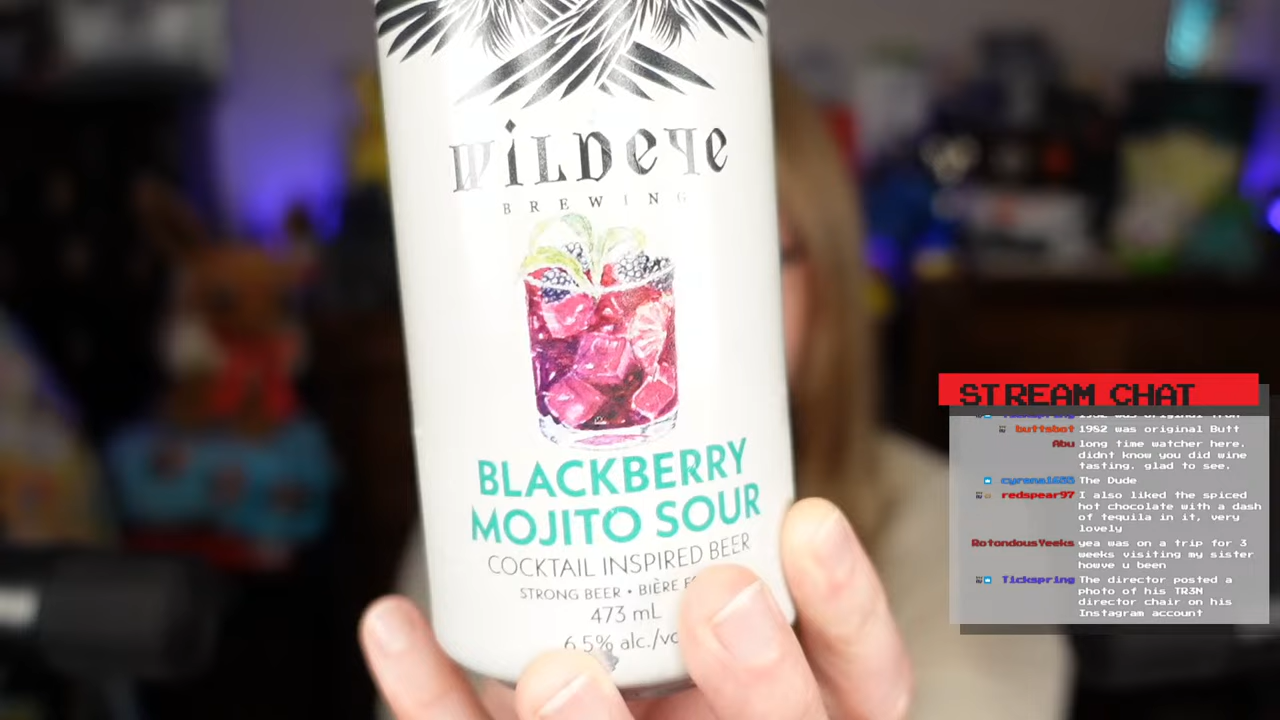 WILDEYE
BREWING
BLACKBERRY
MOJITO SOUR
COCKTAIL INSPIRED BEER
STRONG BEER • BIÈRE
473 mL
6.5% alc./vo
STREAM CHAT
buttsbot 1982 was original Butt
Abu long time watcher here.
didnt know you did wine
tasting. glad to see.
The Dude
redspear97 I also liked the spiced
hot chocolate with a dash
of tequila in it, very
lovely
RotondousYeeks yea was on a trip for 3
weeks visiting my sister
howve u been
Tickspring The director posted a
photo of his TR3N
director chair on his
Instagram account